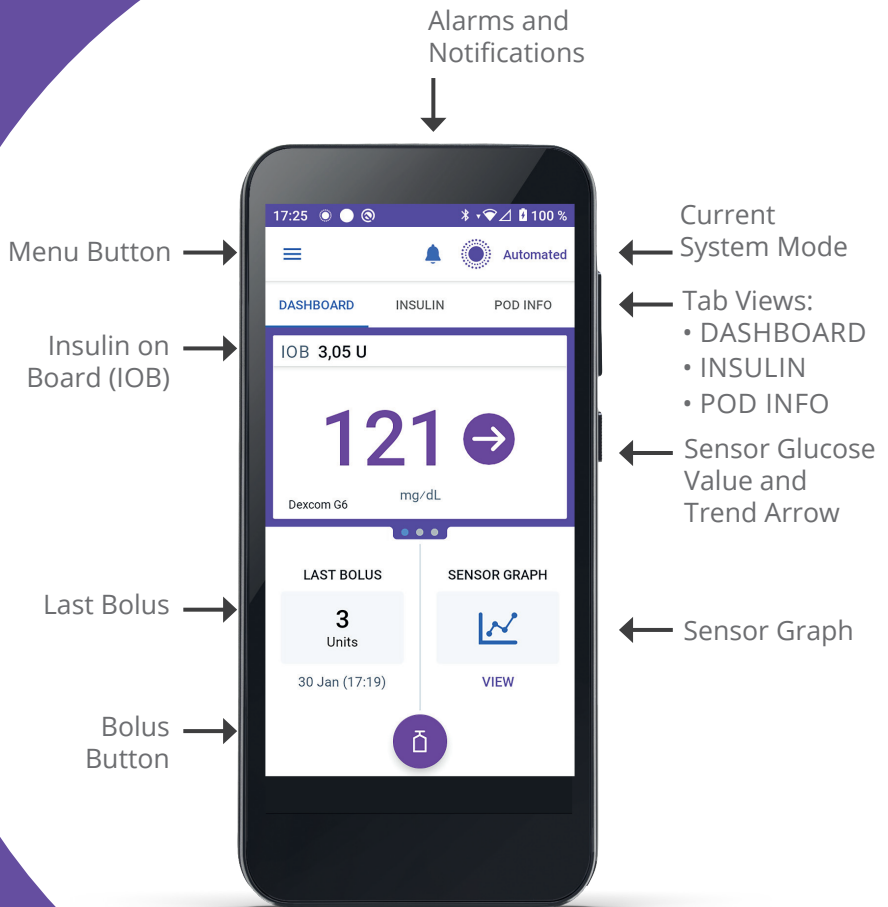 Alarms and
Notifications
17:25
100 %
Menu Button
Automated
Current
System Mode
DASHBOARD INSULIN POD INFO
Tab Views:
• DASHBOARD
• INSULIN
• POD INFO
Insulin on
Board (IOB)
IOB 3,05 U
121
mg/dL
Dexcom G6
Sensor Glucose
Value and
Trend Arrow
LAST BOLUS
SENSOR GRAPH
Last Bolus
3
Units
30 Jan (17:19)
VIEW
Sensor Graph
Bolus
Button